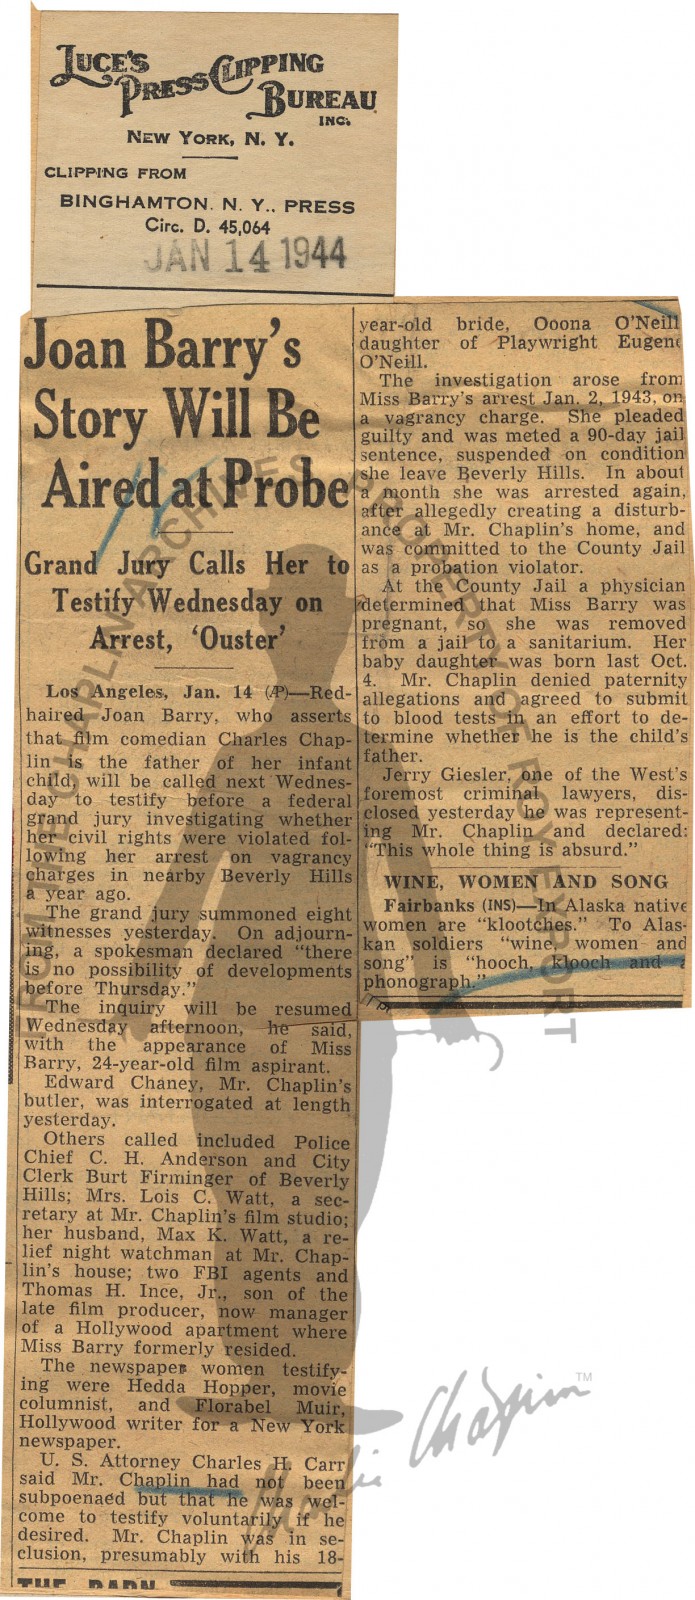 LUCE'S
PRESS CLIPPING
BUREAU
INC.
NEW YORK, N. Y.
CLIPPING FROM
BINGHAMTON. N. Y.. PRESS
Circ. D. 45,064
JAN 14 1944
Joan Barry's
Story Will Be
Aired at Probe
Grand Jury Calls Her to
Testify Wednesday on
Arrest, 'Ouster'
Los Angeles, Jan. 14 (AP)—Red-
haired Joan Barry, who asserts
that film comedian Charles Chap-
lin is the father of her infant
child, will be called next Wednes-
day to testify before a federal
grand jury investigating whether
her civil rights were violated fol-
lowing her arrest on vagrancy
charges in nearby Beverly Hills
a year ago.
The grand jury summoned eight
witnesses yesterday. On adjourn-
ing, a spokesman declared "there
is no possibility of developments
before Thursday."
The inquiry will be resumed
Wednesday afternoon, he said,
with the appearance of Miss
Barry, 24-year-old film aspirant.
Edward Chaney, Mr. Chaplin's
butler, was interrogated at length
yesterday.
Others called included Police
Chief C. H. Anderson and City
Clerk Burt Firminger of Beverly
Hills; Mrs. Lois C. Watt, a sec-
retary at Mr. Chaplin's film studio;
her husband, Max K. Watt, a re-
lief night watchman at Mr. Chap-
lin's house; two FBI agents and
Thomas H. Ince, Jr., son of the
late film producer, now manager
of a Hollywood apartment where
Miss Barry formerly resided.
The newspaper women testify-
ing were Hedda Hopper, movie
columnist, and Florabel Muir,
Hollywood writer for a New York
newspaper.
U. S. Attorney Charles H. Carr
said Mr. Chaplin had not been
subpoenaed but that he was wel-
come to testify voluntarily if he
desired. Mr. Chaplin was in se-
clusion, presumably with his 18-
THE BARN
year-old bride, Ooona O'Neill
daughter of Playwright Eugene
O'Neill.
The investigation arose from
Miss Barry's arrest Jan. 2, 1943, on
a vagrancy charge. She pleaded
guilty and was meted a 90-day jail
sentence, suspended on condition
she leave Beverly Hills. In about
a month she was arrested again,
after allegedly creating a disturb-
ance at Mr. Chaplin's home, and
was committed to the County Jail
as a probation violator.
At the County Jail a physician
determined that Miss Barry was
pregnant, so she was removed
from a jail to a sanitarium. Her
baby daughter was born last Oct.
4. Mr. Chaplin denied paternity
allegations and agreed to submit
to blood tests in an effort to de-
termine whether he is the child's
father.
Jerry Giesler, one of the West's
foremost criminal lawyers, dis-
closed yesterday he was represent-
ing Mr. Chaplin and declared:
"This whole thing is absurd."
WINE, WOMEN AND SONG
Fairbanks (INS)—In Alaska native
women are "klootches." To Alas-
kan soldiers "wine, women and
song" is "hooch, klooch and a
phonograph."
FROM THE CHAPLIN ARCHIVES PROPERTY OF ROY EXPORT
Charlie Chaplin TM